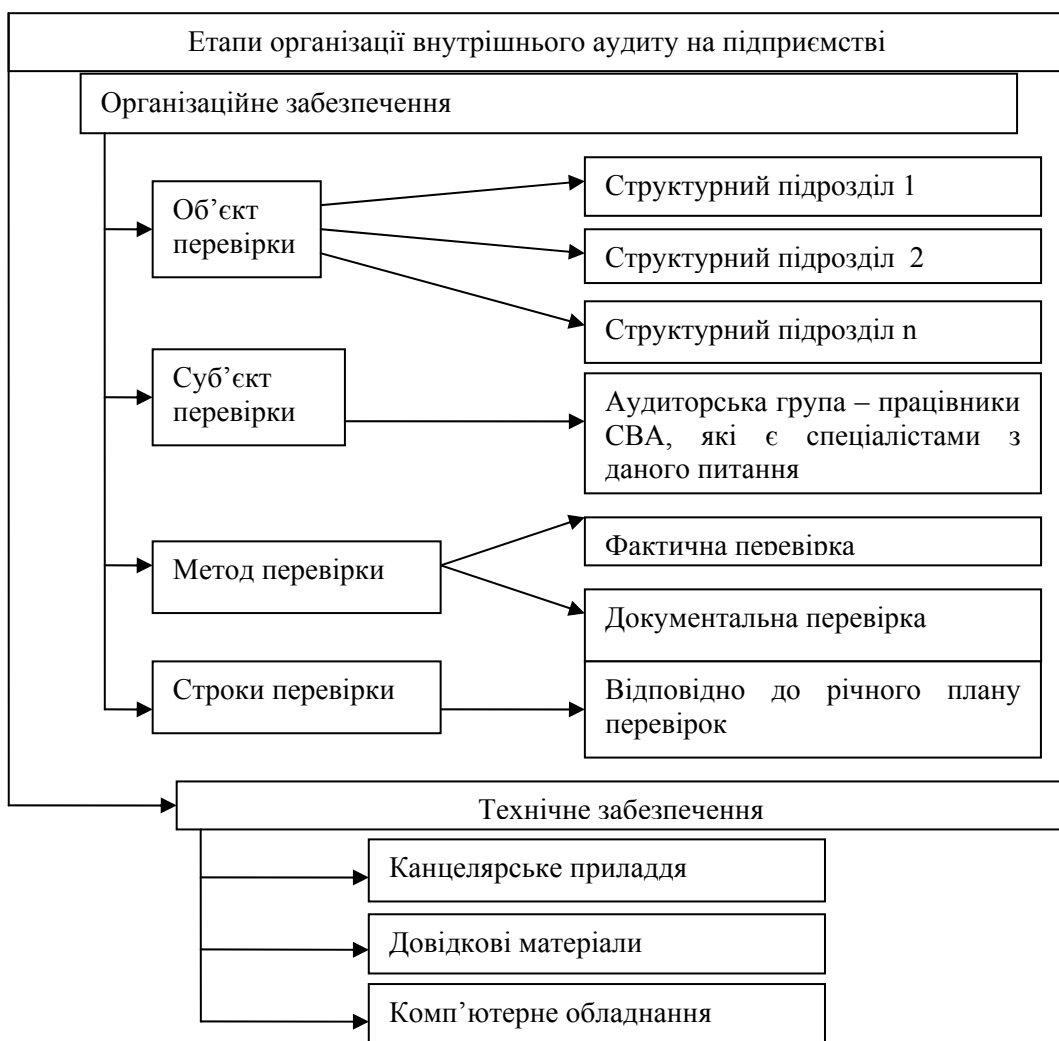 Етапи організації внутрішнього аудиту на підприємстві
Організаційне забезпечення
Об’єкт
перевірки
Структурний підрозділ 1
Структурний підрозділ 2
Структурний підрозділ n
Суб’єкт
перевірки
Аудиторська група – працівники
СВА, які є спеціалістами з
даного питання
Метод перевірки
Фактична перевірка
Документальна перевірка
Строки перевірки
Відповідно до річного плану
перевірок
Технічне забезпечення
Канцелярське приладдя
Довідкові матеріали
Комп’ютерне обладнання